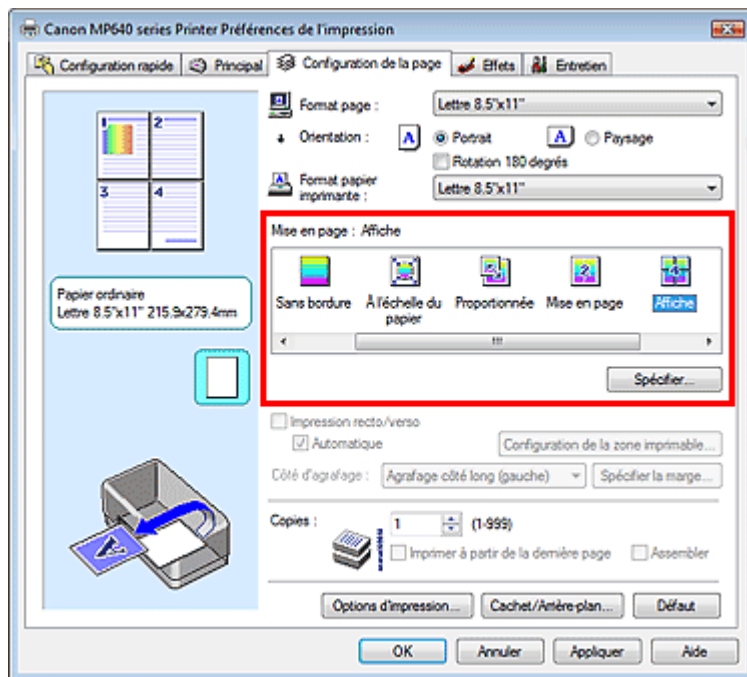 Canon MP640 series Printer Préférences de l'impression
Configuration rapide Principal Configuration de la page Effets Entretien
1 2
3 4
Papier ordinaire
Lettre 8.5"x11" 215.9x279.4mm
Format page : Lettre 8.5"x11"
Orientation : A Portrait A Paysage
Rotation 180 degrés
Format papier imprimante : Lettre 8.5"x11"
Mise en page : Affiche
Sans bordure À l'échelle du papier Proportionnée Mise en page Affiche
Spécifier...
Impression recto/verso
Automatique Configuration de la zone imprimable...
Côté d'agrafage : Agrafage côté long (gauche) Spécifier la marge...
Copies : 1 (1-999)
Imprimer à partir de la dernière page Assembler
Options d'impression... Cachet/Arrière-plan... Défaut
OK Annuler Appliquer Aide